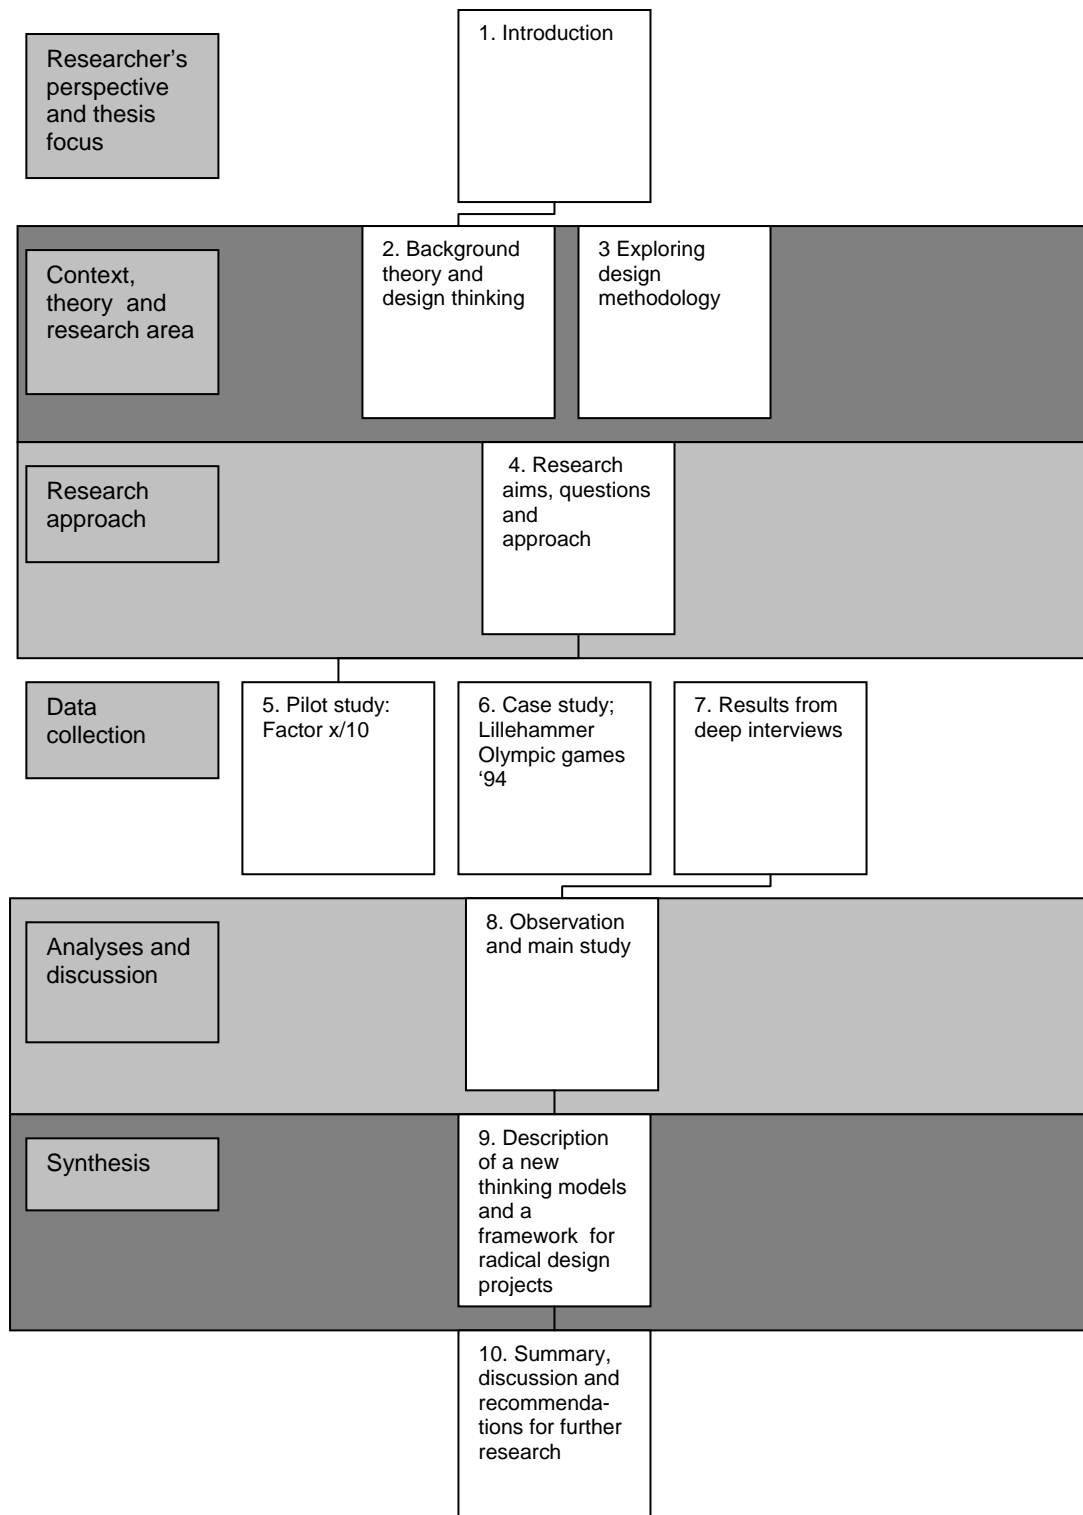 1. Introduction
Researcher’s
perspective
and thesis
focus
2. Background
theory and
design thinking
3 Exploring
design
methodology
Context,
theory and
research area
4. Research
aims, questions
and
approach
Research
approach
Data
collection
5. Pilot study:
Factor x/10
6. Case study;
Lillehammer
Olympic games
‘94
7. Results from
deep interviews
8. Observation
and main study
Analyses and
discussion
9. Description
of a new
thinking models
and a
framework for
radical design
projects
Synthesis
10. Summary,
discussion and
recommenda-
tions for further
research